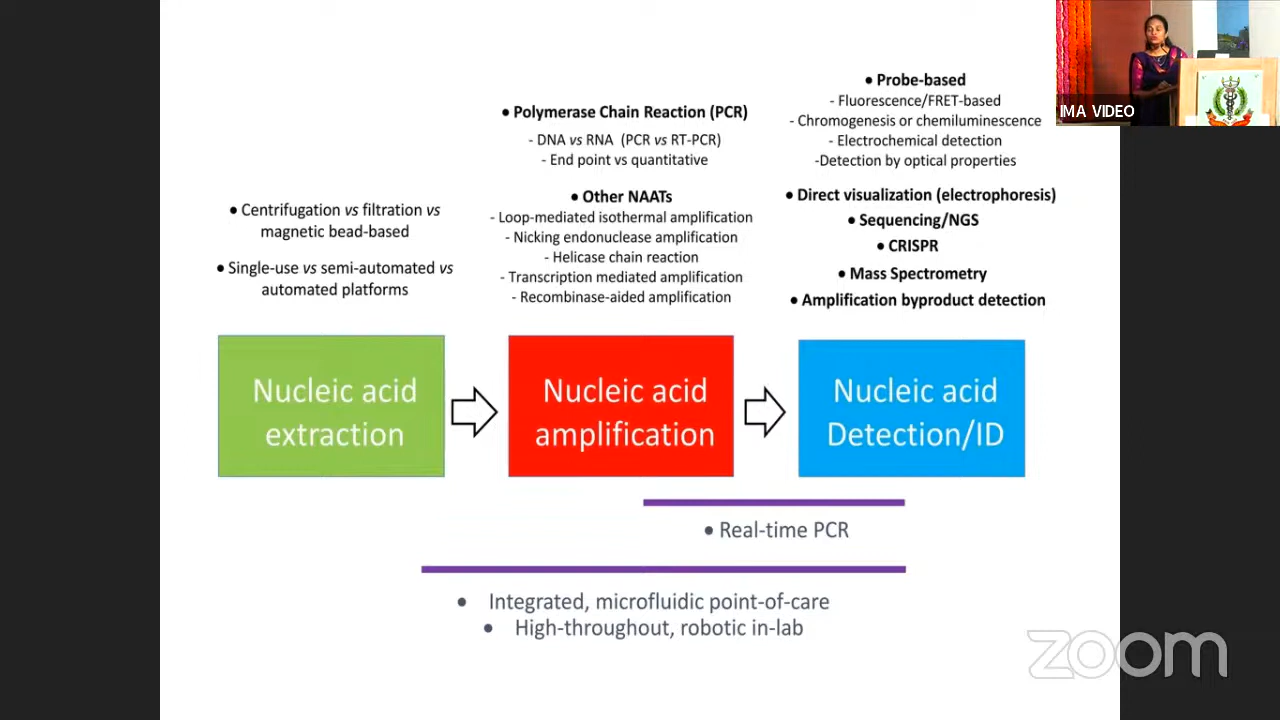 • Centrifugation vs filtration vs
magnetic bead-based
• Single-use vs semi-automated vs
automated platforms
• Polymerase Chain Reaction (PCR)
- DNA vs RNA (PCR vs RT-PCR)
- End point vs quantitative
• Other NAATs
- Loop-mediated isothermal amplification
- Nicking endonuclease amplification
- Helicase chain reaction
- Transcription mediated amplification
- Recombinase-aided amplification
• Probe-based
- Fluorescence/FRET-based
- Chromogenesis or chemiluminescence
- Electrochemical detection
-Detection by optical properties
• Direct visualization (electrophoresis)
• Sequencing/NGS
• CRISPR
• Mass Spectrometry
• Amplification byproduct detection
IMA VIDEO
Nucleic acid
extraction
Nucleic acid
amplification
Nucleic acid
Detection/ID
• Real-time PCR
• Integrated, microfluidic point-of-care
• High-throughout, robotic in-lab
zoom